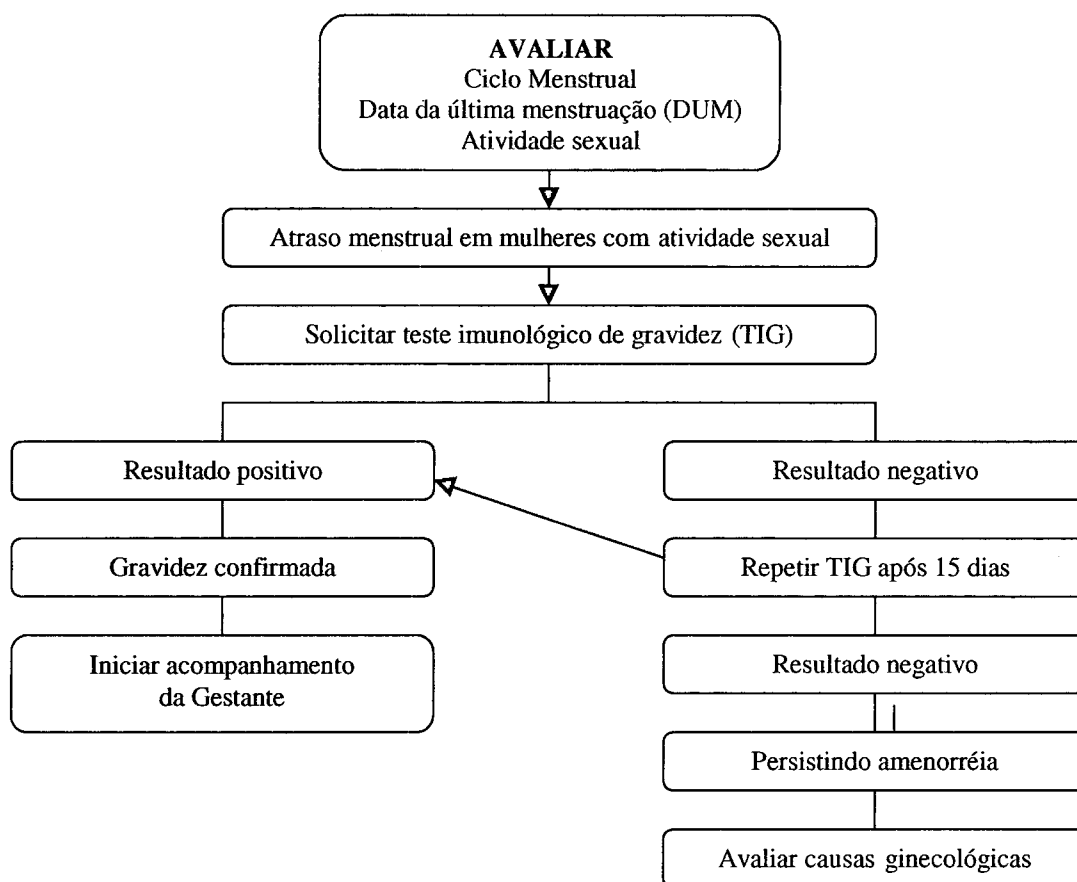 AVALIAR
Ciclo Menstrual
Data da última menstruação (DUM)
Atividade sexual
Atraso menstrual em mulheres com atividade sexual
Solicitar teste imunológico de gravidez (TIG)
Resultado positivo
Resultado negativo
Gravidez confirmada
Repetir TIG após 15 dias
Iniciar acompanhamento
da Gestante
Resultado negativo
Persistindo amenorréia
Avaliar causas ginecológicas